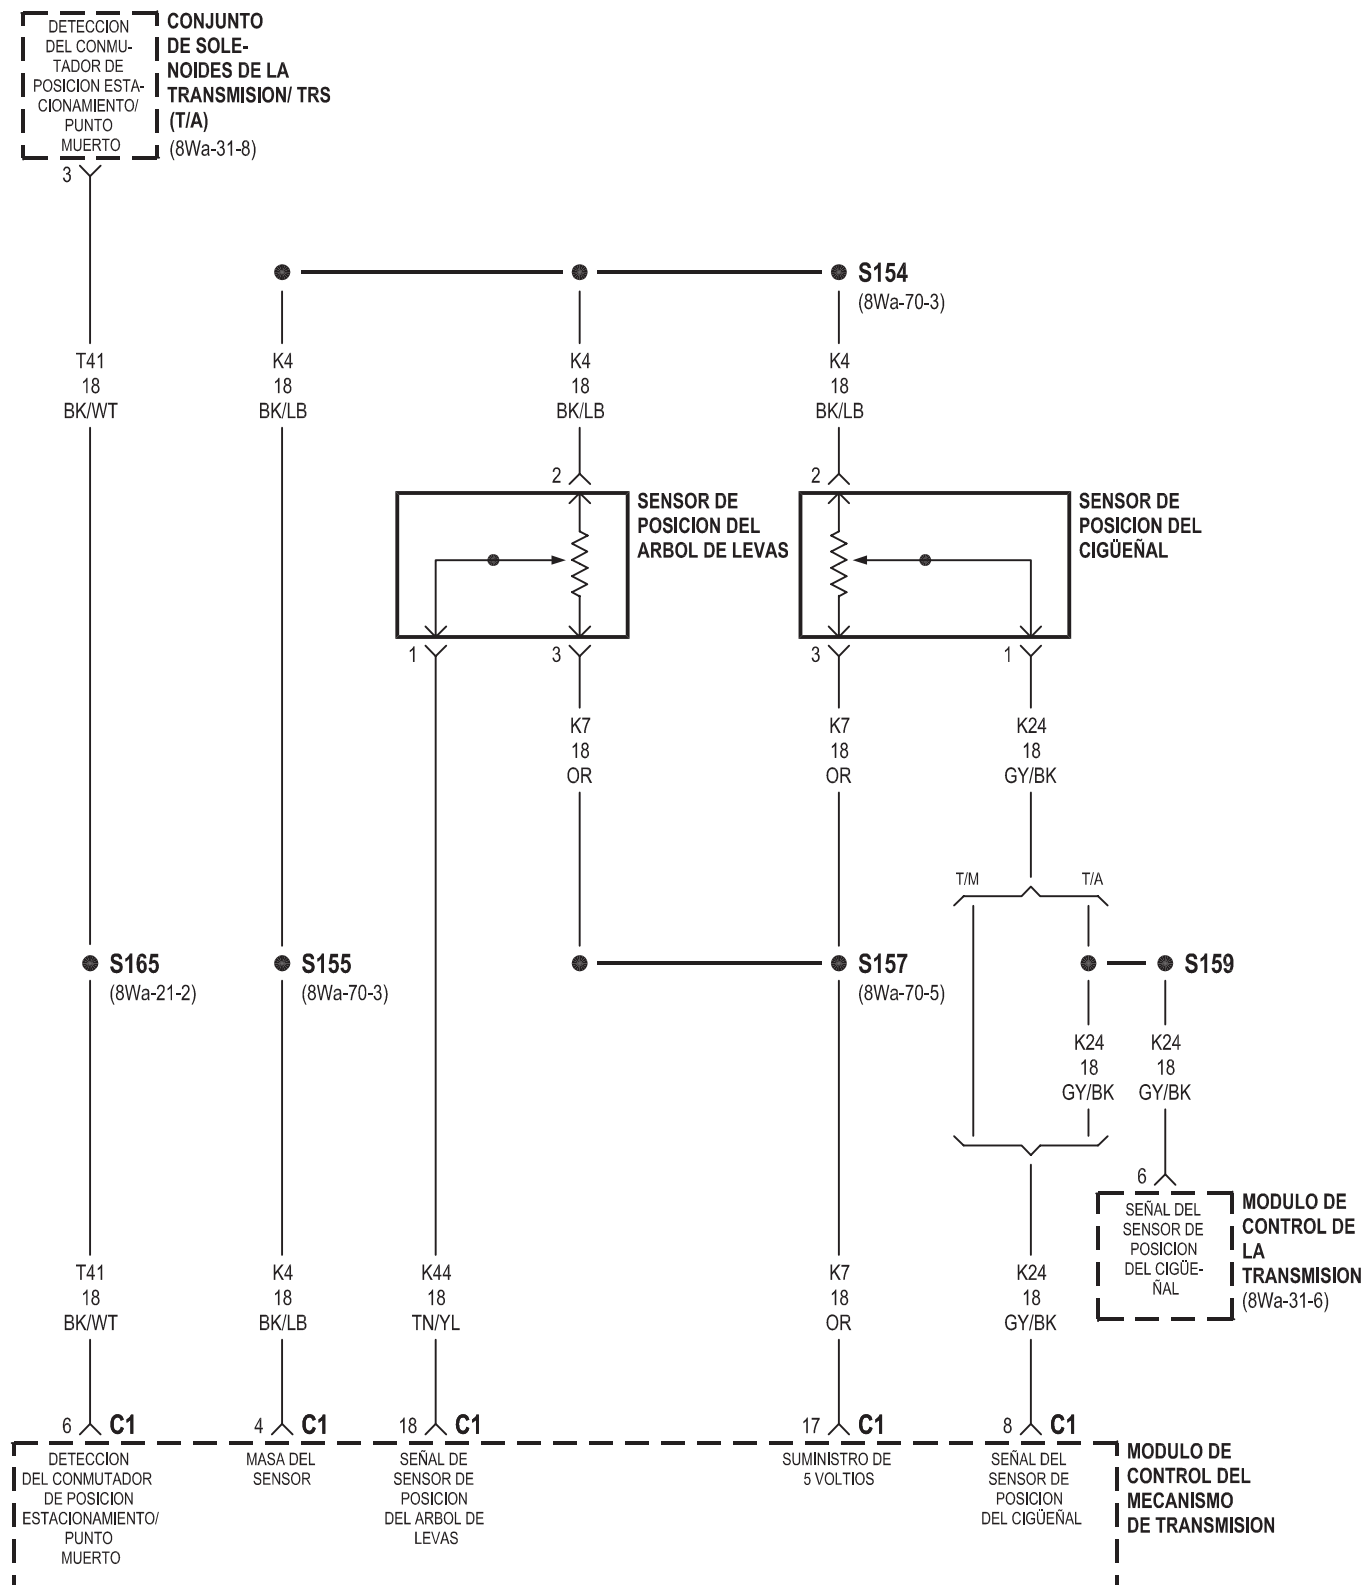 DETECCION
DEL CONMU-
TADOR DE
POSICION ESTA-
CIONAMIENTO/
PUNTO
MUERTO
CONJUNTO
DE SOLE-
NOIDES DE LA
TRANSMISION/ TRS
(T/A)
(8Wa-31-8)
3
S154
(8Wa-70-3)
T41
18
BK/WT
K4
18
BK/LB
K4
18
BK/LB
K4
18
BK/LB
2
2
SENSOR DE
POSICION DEL
ARBOL DE LEVAS
SENSOR DE
POSICION DEL
CIGÜEÑAL
1
3
3
1
K7
18
OR
K7
18
OR
K24
18
GY/BK
T/M
T/A
S165
(8Wa-21-2)
S155
(8Wa-70-3)
S157
(8Wa-70-5)
S159
K24
18
GY/BK
K24
18
GY/BK
6
SEÑAL DEL
SENSOR DE
POSICION
DEL CIGÜE-
ÑAL
MODULO DE
CONTROL DE
LA
TRANSMISION
(8Wa-31-6)
T41
18
BK/WT
K4
18
BK/LB
K44
18
TN/YL
K7
18
OR
K24
18
GY/BK
6 C1
4 C1
18 C1
17 C1
8 C1
DETECCION
DEL CONMUTADOR
DE POSICION
ESTACIONAMIENTO/
PUNTO
MUERTO
MASA DEL
SENSOR
SEÑAL DE
SENSOR DE
POSICION
DEL ARBOL DE
LEVAS
SUMINISTRO DE
5 VOLTIOS
SEÑAL DEL
SENSOR DE
POSICION
DEL CIGÜEÑAL
MODULO DE
CONTROL DEL
MECANISMO
DE TRANSMISION